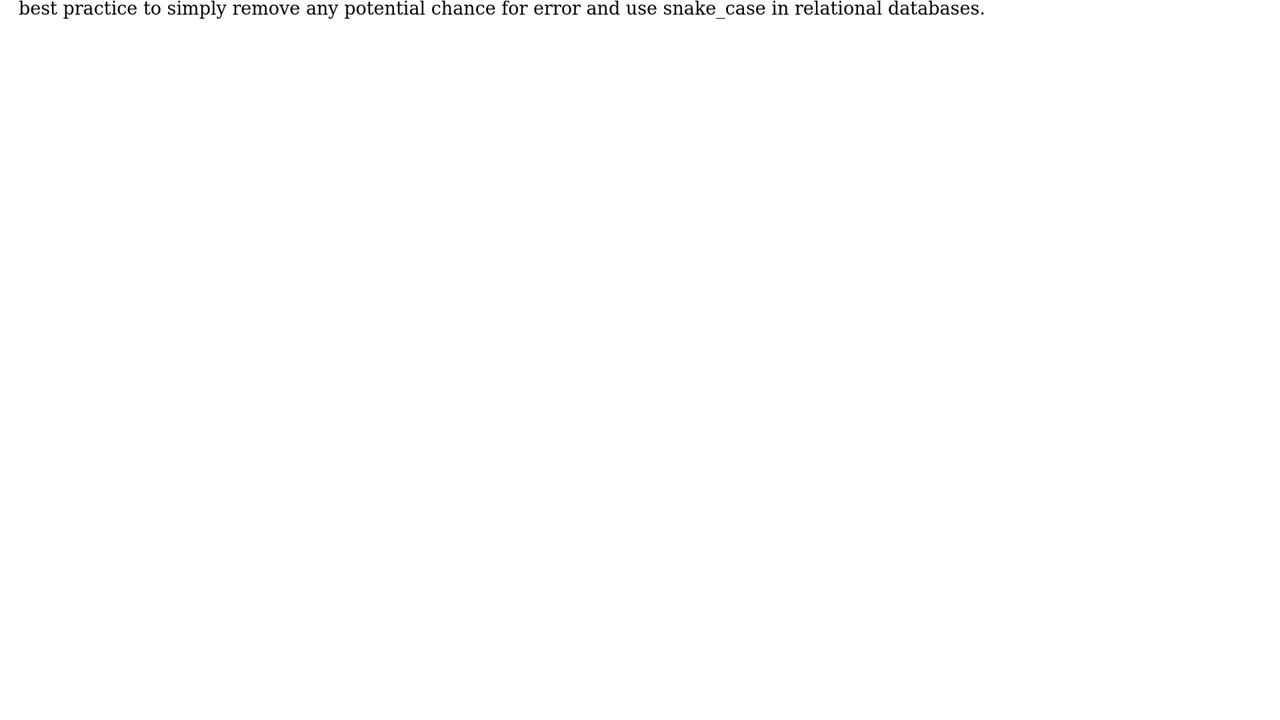 best practice to simply remove any potential chance for error and use snake_case in relational databases.